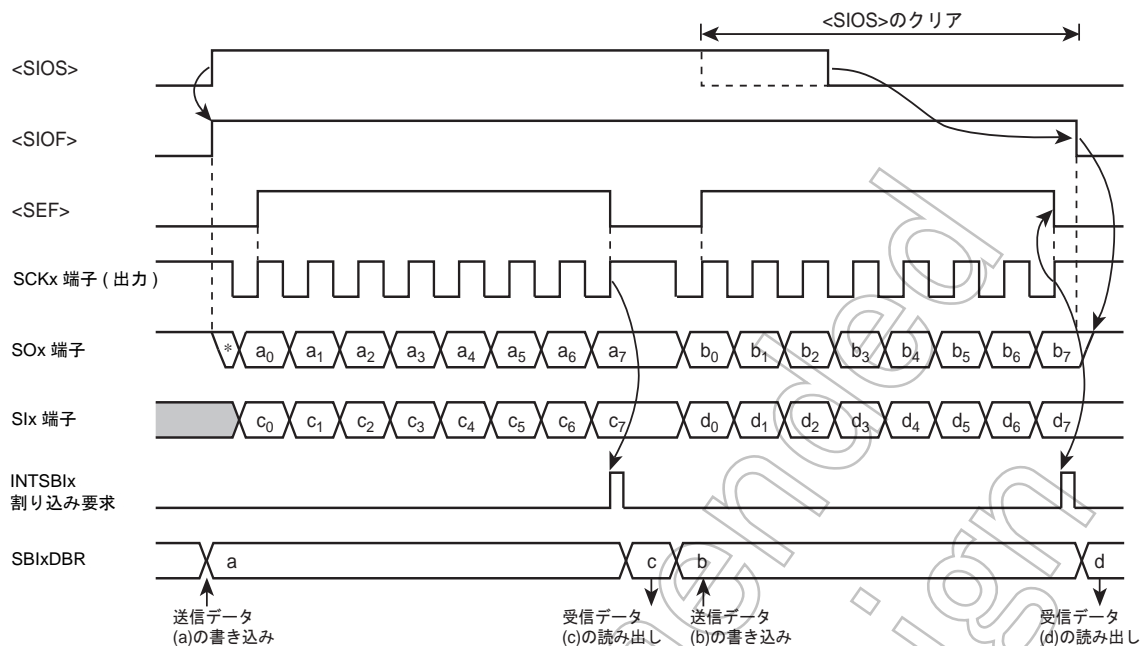 <SIOS>のクリア
<SIOS>
<SIOF>
<SEF>
SCKx 端子 ( 出力 )
SOx 端子
* a0 a1 a2 a3 a4 a5 a6 a7 b0 b1 b2 b3 b4 b5 b6 b7
SIx 端子
c0 c1 c2 c3 c4 c5 c6 c7 d0 d1 d2 d3 d4 d5 d6 d7
INTSBIx
割り込み要求
SBIxDBR
a c b d
送信データ
(a)の書き込み
受信データ
(c)の読み出し
送信データ
(b)の書き込み
受信データ
(d)の読み出し